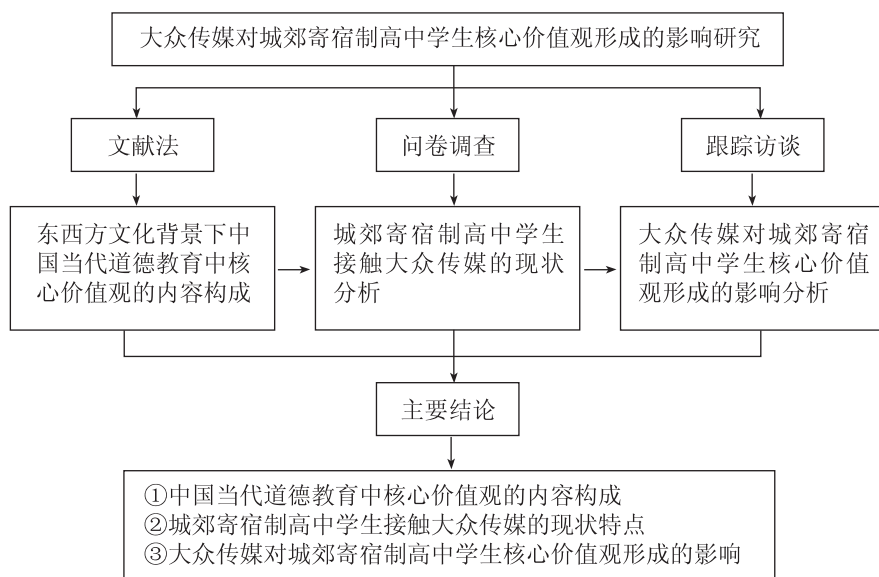 大众传媒对城郊寄宿制高中学生核心价值观形成的影响研究
文献法
问卷调查
跟踪访谈
东西方文化背景下中
国当代道德教育中核
心价值观的内容构成
城郊寄宿制高中学生
接触大众传媒的现状
分析
大众传媒对城郊寄宿
制高中学生核心价值
观形成的影响分析
主要结论
①中国当代道德教育中核心价值观的内容构成
②城郊寄宿制高中学生接触大众传媒的现状特点
③大众传媒对城郊寄宿制高中学生核心价值观形成的影响